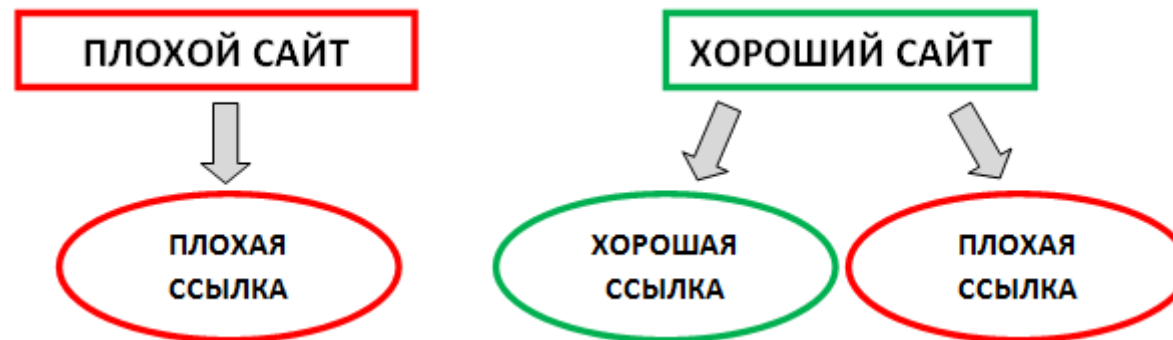 ПЛОХОЙ САЙТ
ХОРОШИЙ САЙТ
ПЛОХАЯ
ССЫЛКА
ХОРОШАЯ
ССЫЛКА
ПЛОХАЯ
ССЫЛКА